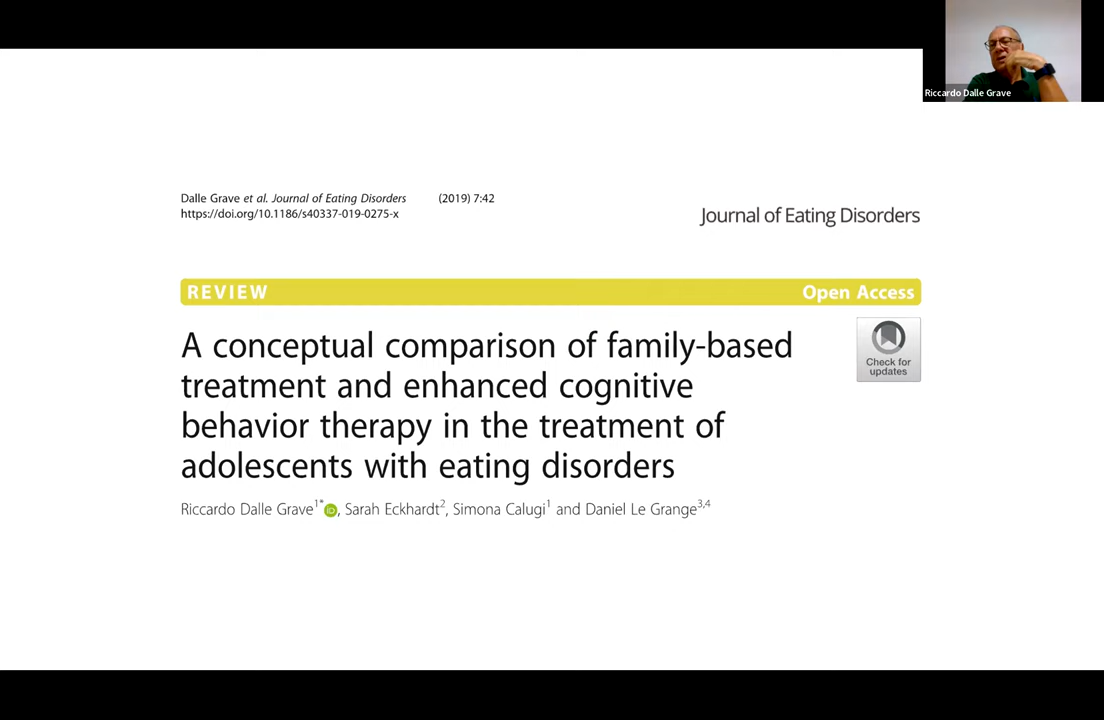 Riccardo Dalle Grave
Dalle Grave et al. Journal of Eating Disorders (2019) 7:42
https://doi.org/10.1186/s40337-019-0275-x
Journal of Eating Disorders
REVIEW Open Access
A conceptual comparison of family-based
treatment and enhanced cognitive
behavior therapy in the treatment of
adolescents with eating disorders
Check for
updates
Riccardo Dalle Grave1* iD, Sarah Eckhardt2, Simona Calugi1 and Daniel Le Grange3,4